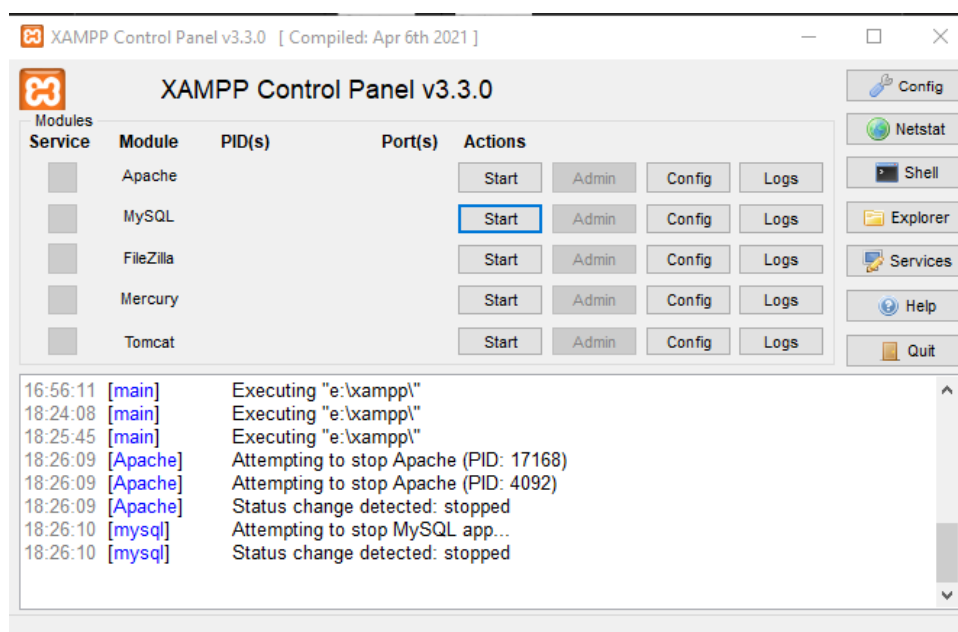 XAMPP Control Panel v3.3.0 [ Compiled: Apr 6th 2021 ]
XAMPP Control Panel v3.3.0
Config
Modules
Netstat
Service Module PID(s) Port(s) Actions
Apache Start Admin Config Logs
Shell
MySQL Start Admin Config Logs
Explorer
FileZilla Start Admin Config Logs
Services
Mercury Start Admin Config Logs
Help
Tomcat Start Admin Config Logs
Quit
16:56:11 [main] Executing "e:\xampp\"
18:24:08 [main] Executing "e:\xampp\"
18:25:45 [main] Executing "e:\xampp\"
18:26:09 [Apache] Attempting to stop Apache (PID: 17168)
18:26:09 [Apache] Attempting to stop Apache (PID: 4092)
18:26:09 [Apache] Status change detected: stopped
18:26:10 [mysql] Attempting to stop MySQL app...
18:26:10 [mysql] Status change detected: stopped